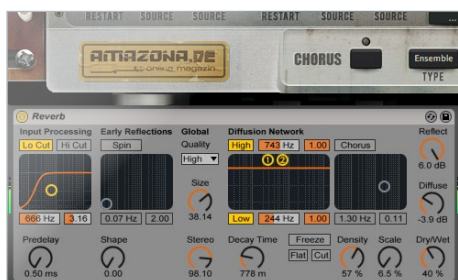 RESTART SOURCE SOURCE RESTART SOURCE SOURCE ...
AMAZONA.DE
CHORUS
Ensemble
TYPE
Reverb
Input Processing Early Reflections Global Diffusion Network Reflect
Lo Cut Hi Cut Spin Quality High 743 Hz 1.00 Chorus
High
6.0 dB
1 2
Size Diffuse
38.14
666 Hz 3.16 0.07 Hz 2.00 Low 244 Hz 1.00 1.30 Hz 0.11 -3.9 dB
Predelay Shape Stereo Decay Time Freeze Density Scale Dry/Wet
Flat Cut
0.50 ms 0.00 98.10 778 m 57 % 6.5 % 40 %